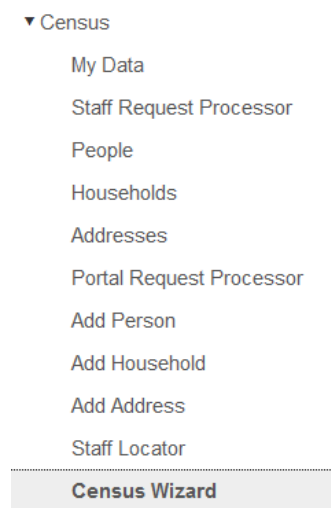 Census
My Data
Staff Request Processor
People
Households
Addresses
Portal Request Processor
Add Person
Add Household
Add Address
Staff Locator
Census Wizard